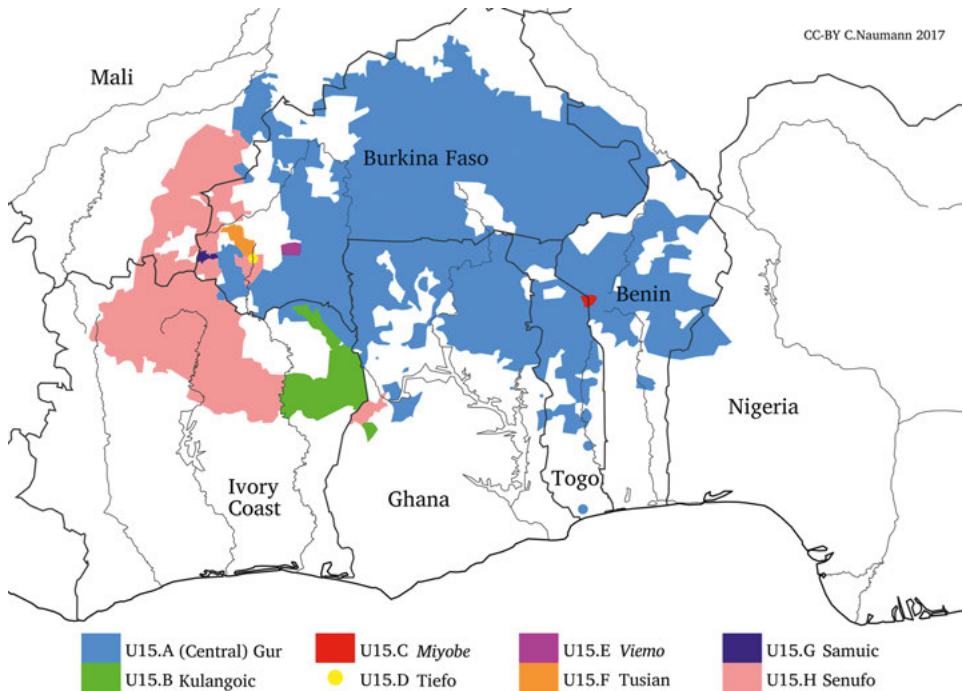 CC-BY C.Naumann 2017
Mali
Burkina Faso
Benin
Nigeria
Togo
Ivory
Coast
Ghana
U15.A (Central) Gur
U15.C Miyobe
U15.E Viemo
U15.G Samuic
U15.B Kulangoic
U15.D Tiefo
U15.F Tusian
U15.H Senufo